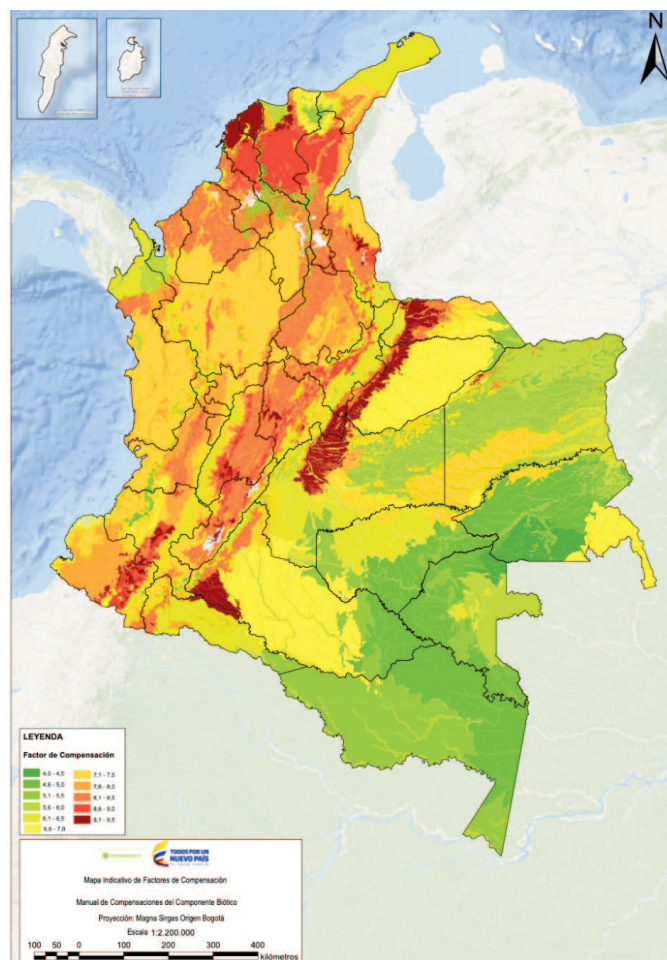 N
LEYENDA
Factor de Compensación
4,0 - 4,5
4,6 - 5,0
5,1 - 5,5
5,6 - 6,0
6,1 - 6,5
6,6 - 7,0
7,1 - 7,5
7,6 - 8,0
8,1 - 8,5
8,6 - 9,0
9,1 - 9,5
TODOS POR UN
NUEVO PAÍS
Mapa Indicativo de Factores de Compensación
Manual de Compensaciones del Componente Biótico
Proyección: Magna Sirgas Origen Bogotá
Escala 1:2.200.000
100 50 0 100 200 300 400
kilómetros